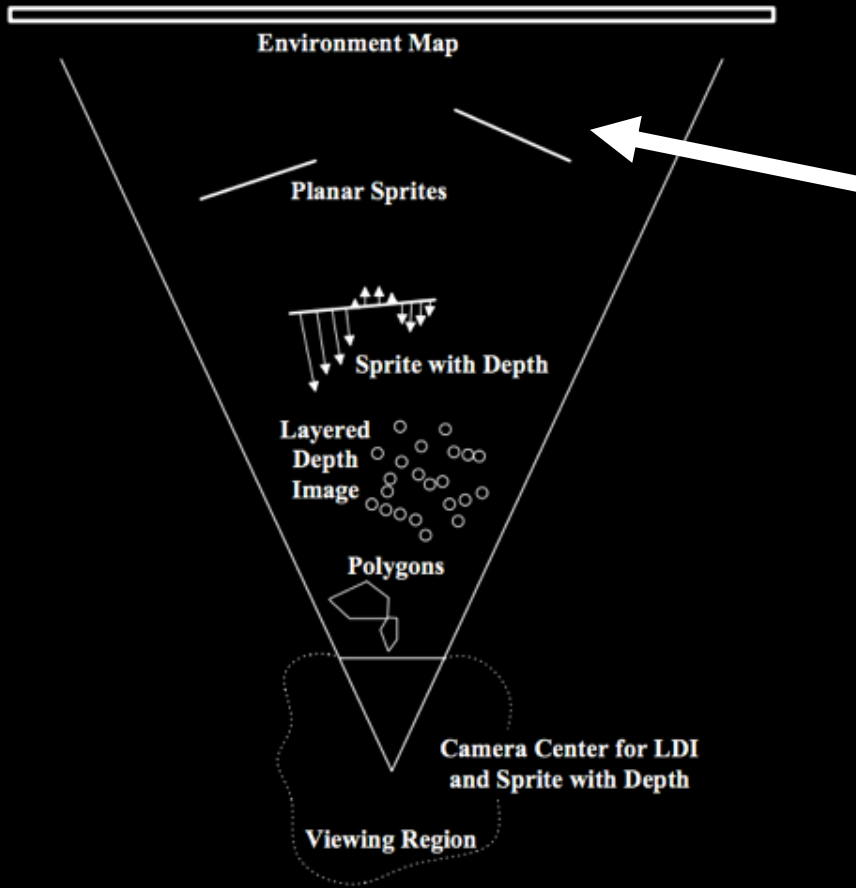 Environment Map
Planar Sprites
Sprite with Depth
Layered
Depth
Image
Polygons
Camera Center for LDI
and Sprite with Depth
Viewing Region